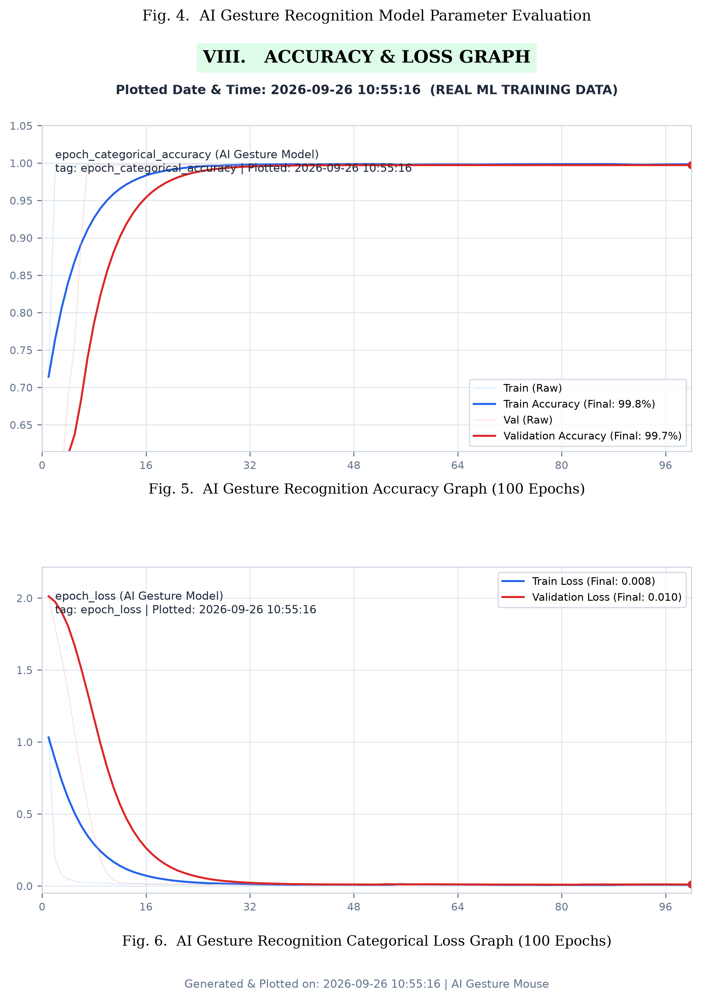 Fig. 4. AI Gesture Recognition Model Parameter Evaluation
VIII. ACCURACY & LOSS GRAPH
Plotted Date & Time: 2026-09-26 10:55:16 (REAL ML TRAINING DATA)
1.05
epoch_categorical_accuracy (AI Gesture Model)
1.00
tag: epoch_categorical_accuracy | Plotted: 2026-09-26 10:55:16
0.95
0.90
0.85
0.80
0.75
0.70
0.65
Train (Raw)
Train Accuracy (Final: 99.8%)
Val (Raw)
Validation Accuracy (Final: 99.7%)
0 16 32 48 64 80 96
Fig. 5. AI Gesture Recognition Accuracy Graph (100 Epochs)
Train Loss (Final: 0.008)
Validation Loss (Final: 0.010)
epoch_loss (AI Gesture Model)
2.0
tag: epoch_loss | Plotted: 2026-09-26 10:55:16
1.5
1.0
0.5
0.0
0 16 32 48 64 80 96
Fig. 6. AI Gesture Recognition Categorical Loss Graph (100 Epochs)
Generated & Plotted on: 2026-09-26 10:55:16 | AI Gesture Mouse